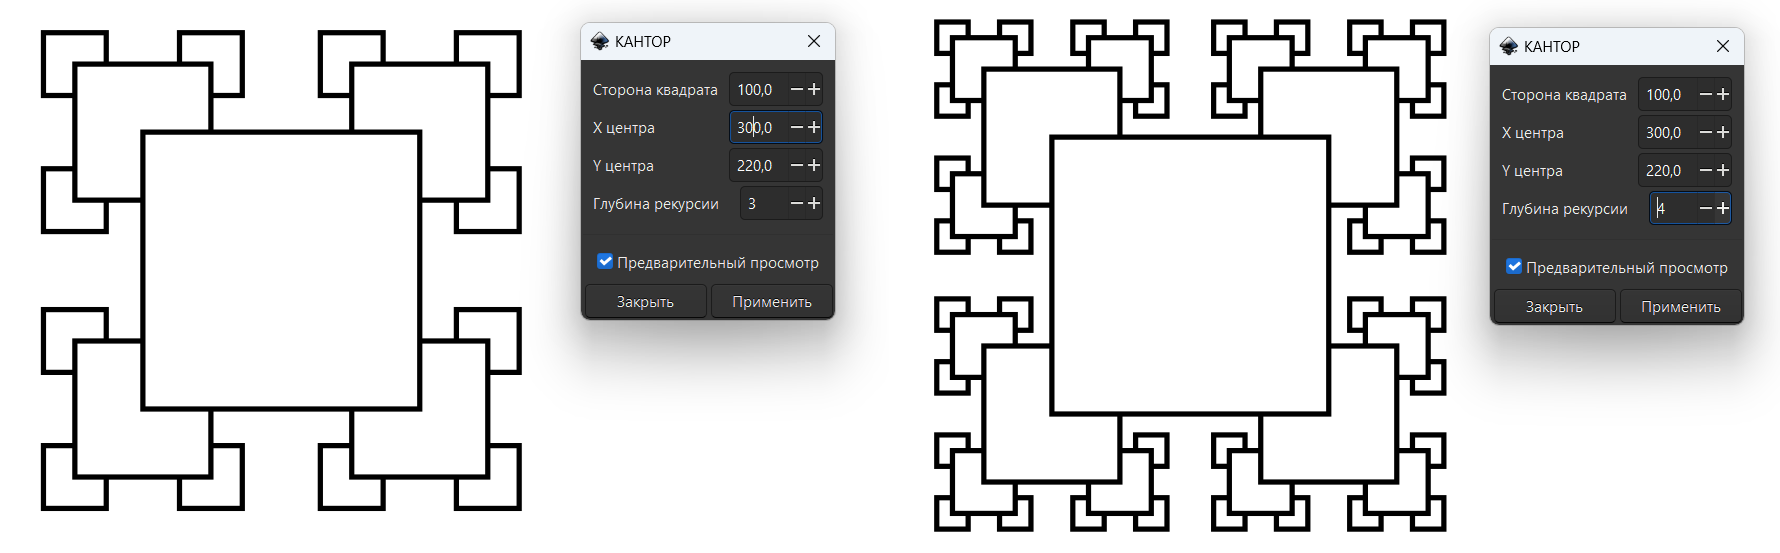 КАНТОР
Сторона квадрата 100,0
X центра 300,0
Y центра 220,0
Глубина рекурсии 3
Предварительный просмотр
Закрыть Применить
КАНТОР
Сторона квадрата 100,0
X центра 300,0
Y центра 220,0
Глубина рекурсии 4
Предварительный просмотр
Закрыть Применить